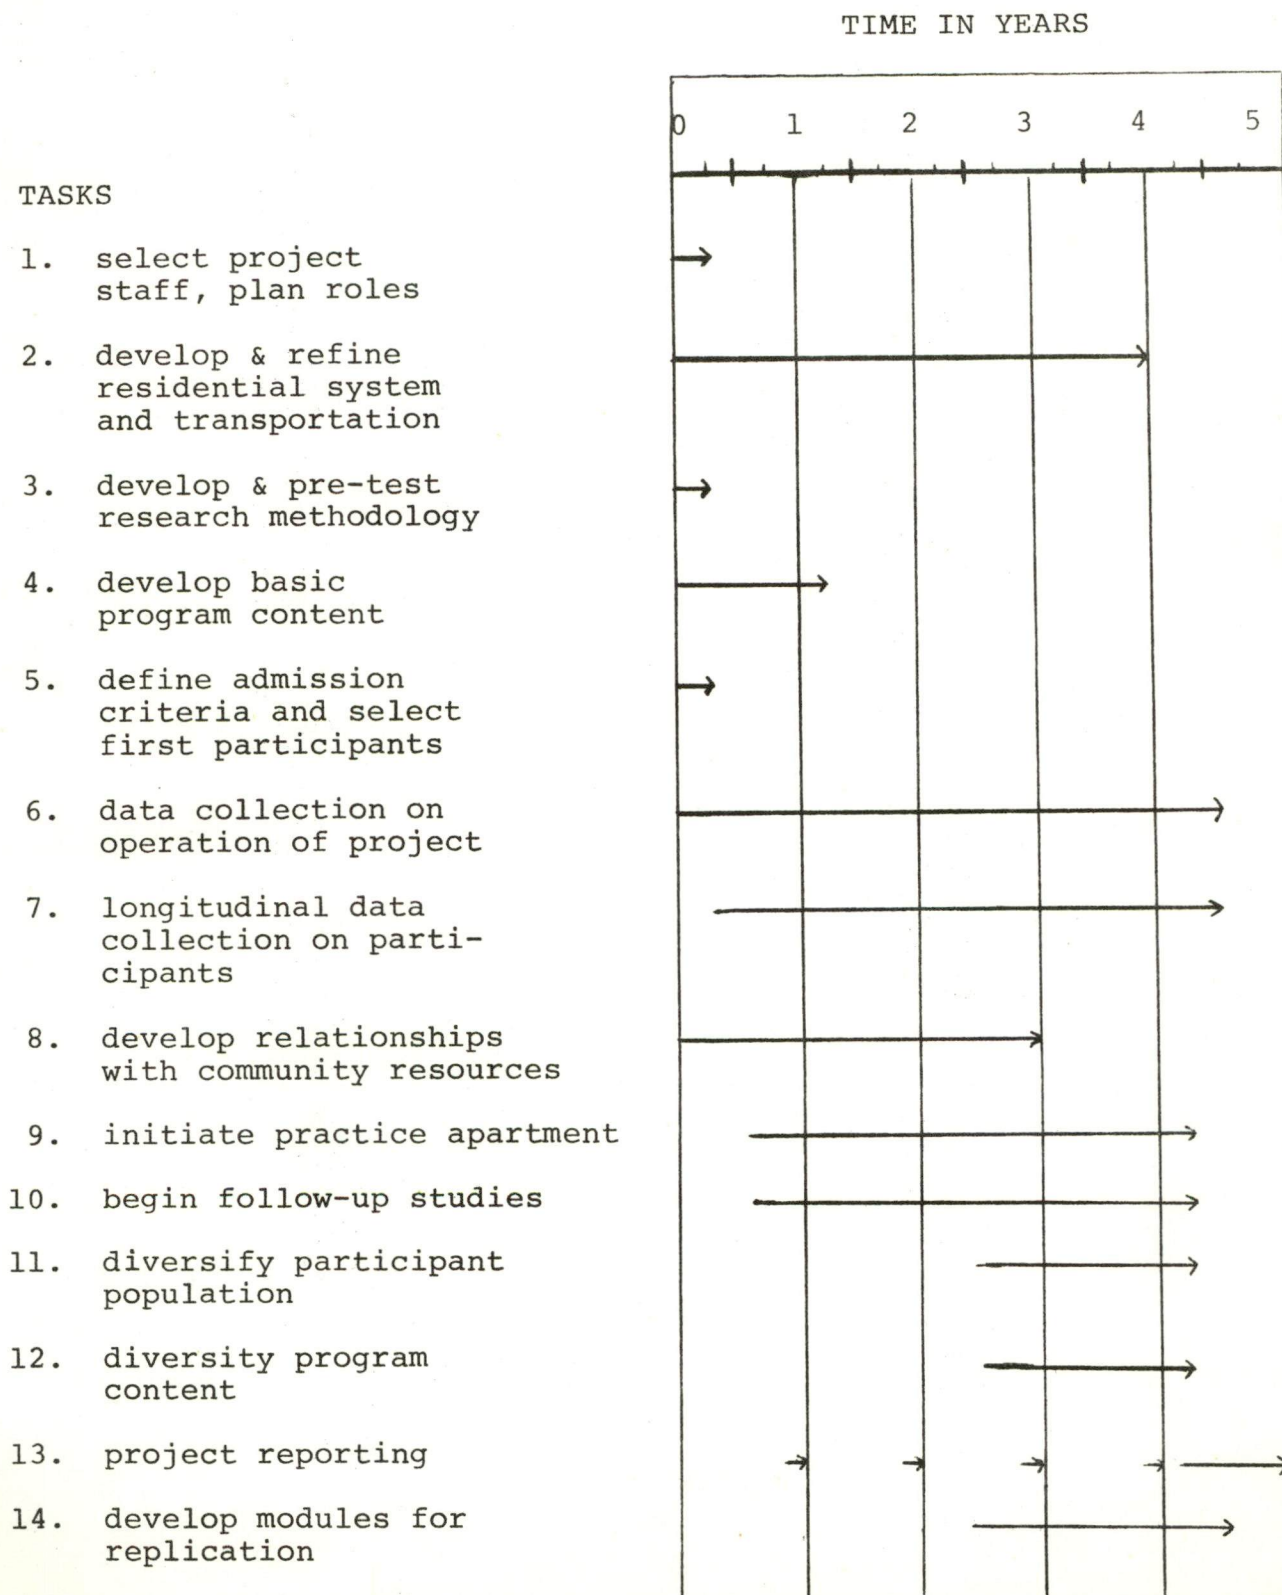 TIME IN YEARS
0 1 2 3 4 5
TASKS
1. select project
staff, plan roles
2. develop & refine
residential system
and transportation
3. develop & pre-test
research methodology
4. develop basic
program content
5. define admission
criteria and select
first participants
6. data collection on
operation of project
7. longitudinal data
collection on parti-
cipants
8. develop relationships
with community resources
9. initiate practice apartment
10. begin follow-up studies
11. diversify participant
population
12. diversity program
content
13. project reporting
14. develop modules for
replication